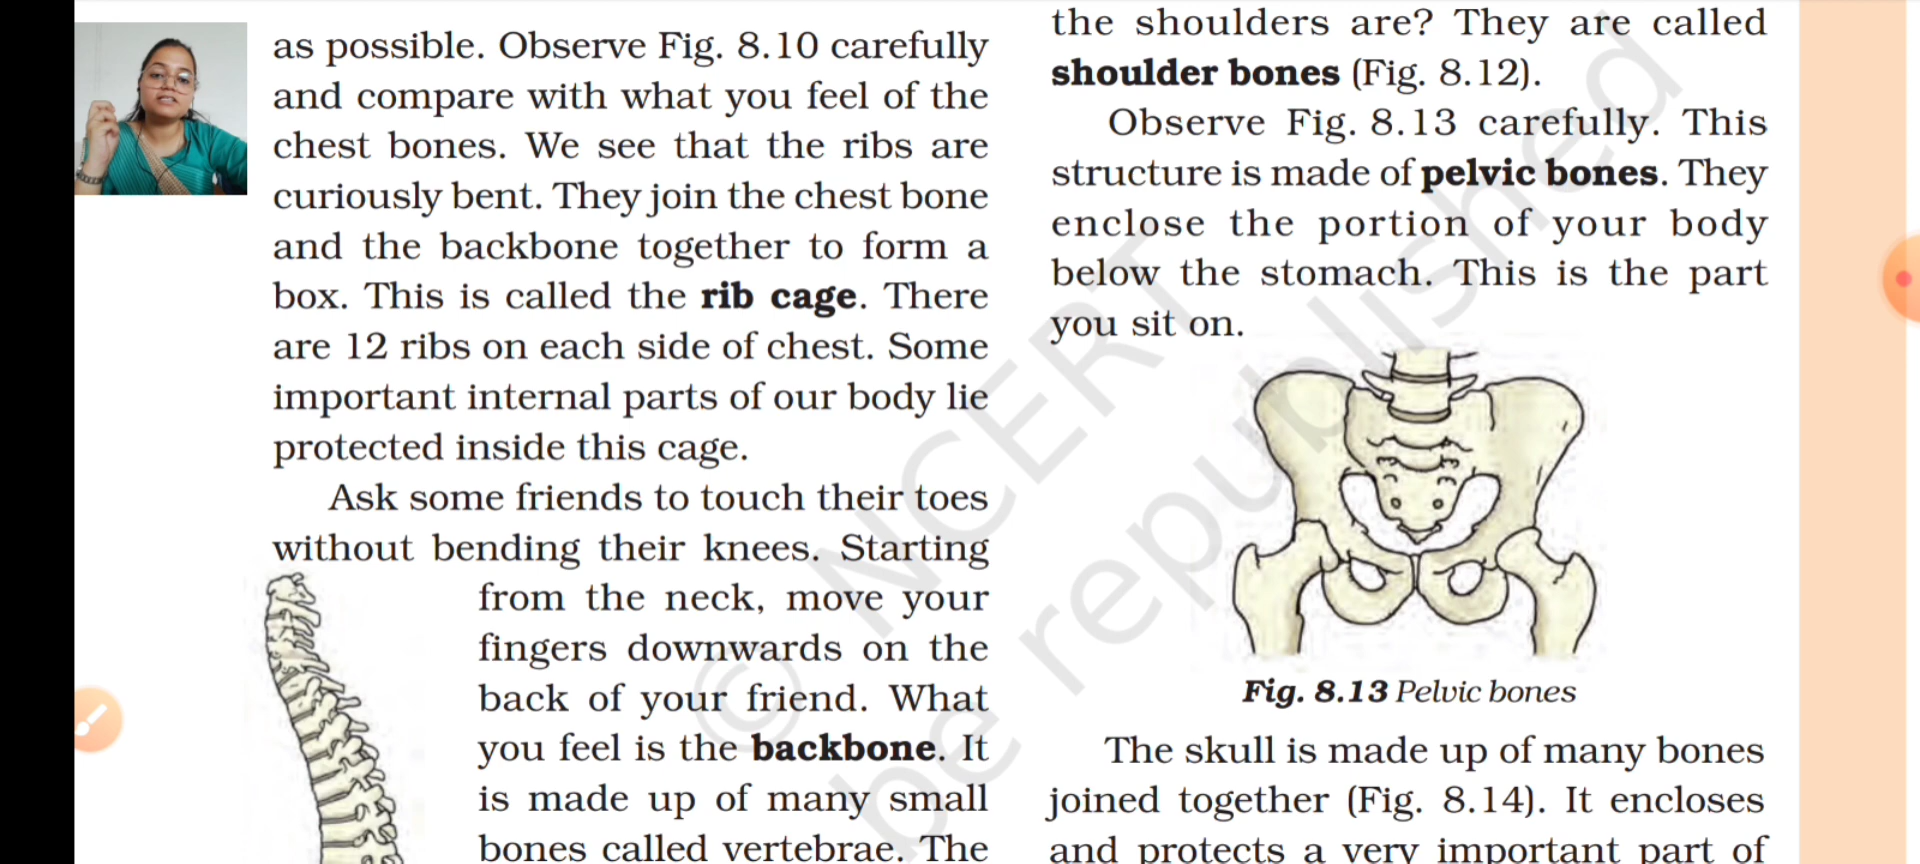 as possible. Observe Fig. 8.10 carefully
and compare with what you feel of the
chest bones. We see that the ribs are
curiously bent. They join the chest bone
and the backbone together to form a
box. This is called the rib cage. There
are 12 ribs on each side of chest. Some
important internal parts of our body lie
protected inside this cage.
Ask some friends to touch their toes
without bending their knees. Starting
from the neck, move your
fingers downwards on the
back of your friend. What
you feel is the backbone. It
is made up of many small
bones called vertebrae. The
the shoulders are? They are called
shoulder bones (Fig. 8.12).
Observe Fig. 8.13 carefully. This
structure is made of pelvic bones. They
enclose the portion of your body
below the stomach. This is the part
you sit on.
Fig. 8.13 Pelvic bones
The skull is made up of many bones
joined together (Fig. 8.14). It encloses
and protects a very important part of
© NCERT
be republished